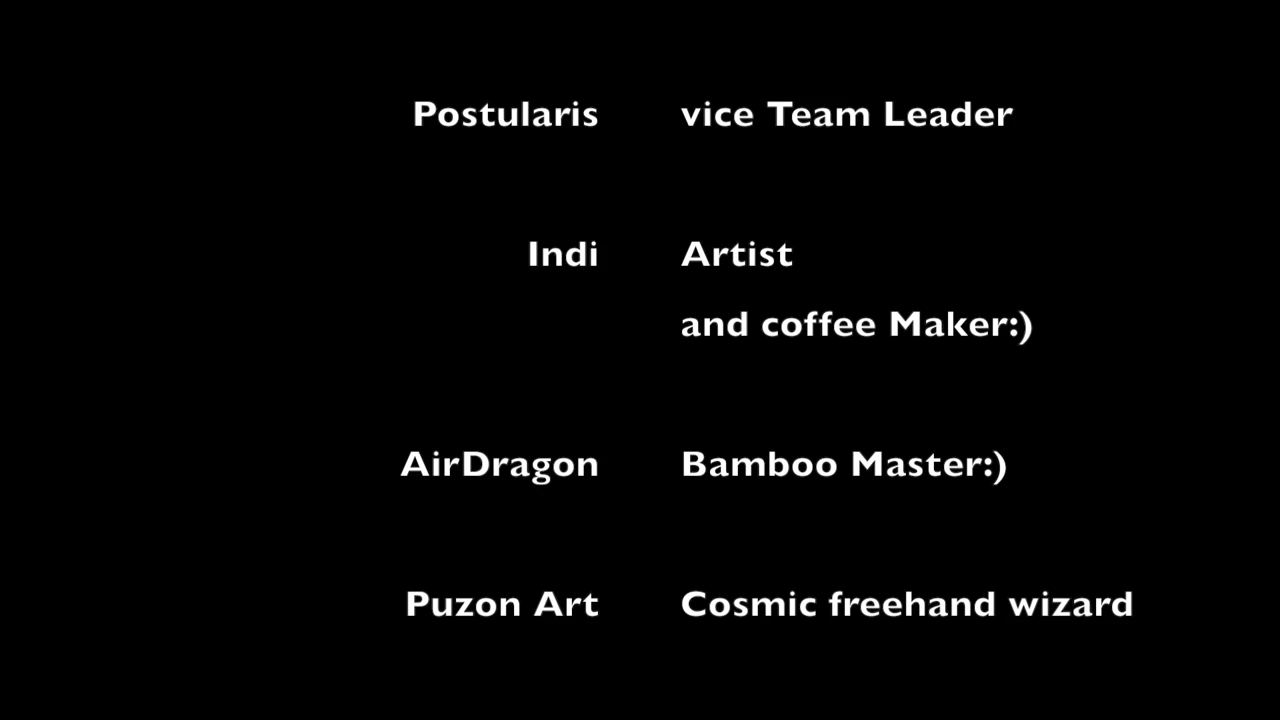 Postularis vice Team Leader
Indi Artist
and coffee Maker:)
AirDragon Bamboo Master:)
Puzon Art Cosmic freehand wizard